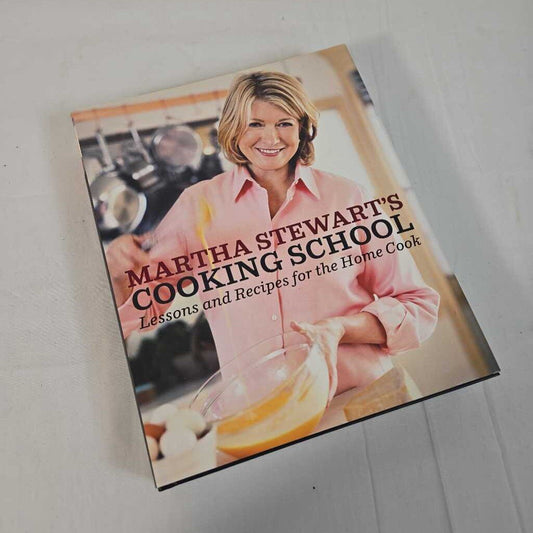 MARTHA STEWART'S
COOKING SCHOOL
Lessons and Recipes for the Home Cook